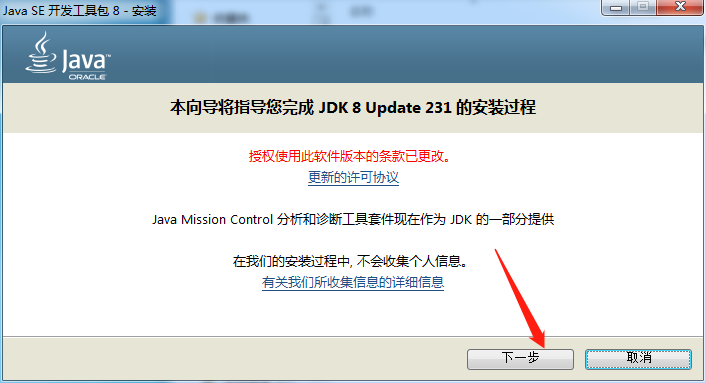 Java SE 开发工具包 8 - 安装
Java™
ORACLE
本向导将指导您完成 JDK 8 Update 231 的安装过程
授权使用此软件版本的条款已更改。
更新的许可协议
Java Mission Control 分析和诊断工具套件现在作为 JDK 的一部分提供
在我们的安装过程中, 不会收集个人信息。
有关我们所收集信息的详细信息
下一步
取消